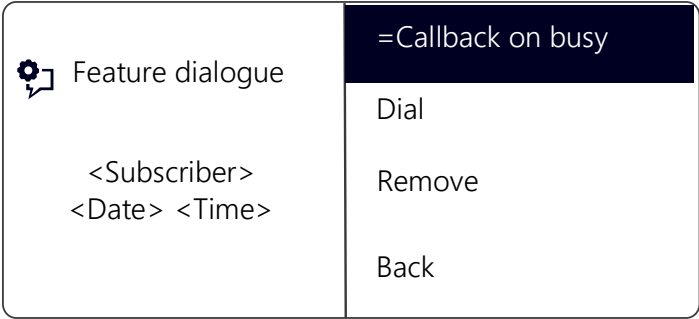 Feature dialogue
<Subscriber>
<Date> <Time>
=Callback on busy
Dial
Remove
Back